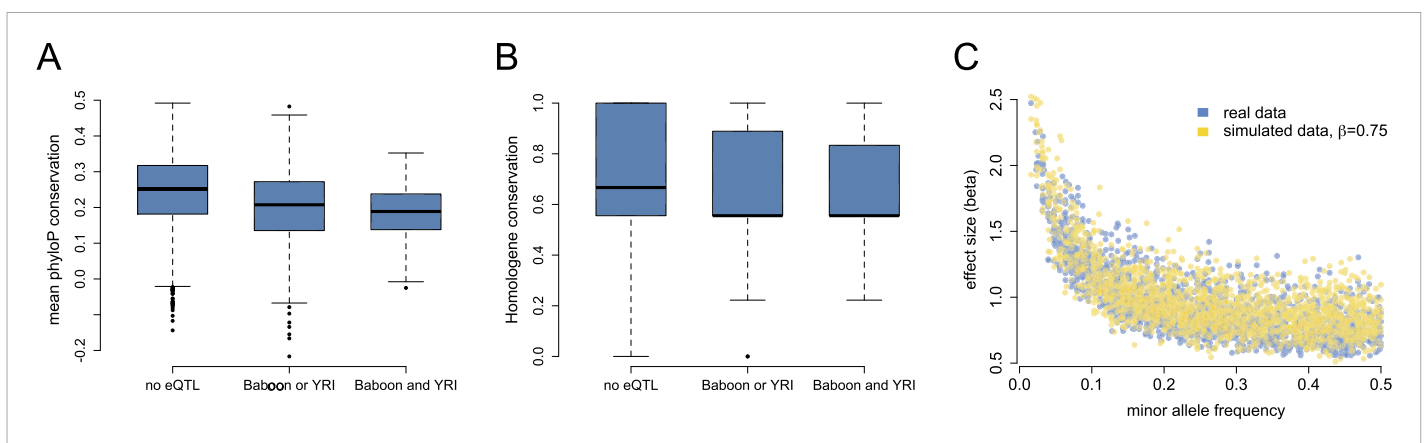 A
mean phyloP conservation
0.5
0.4
0.3
0.2
0.1
0.0
-0.2
no eQTL
Baboon or YRI
Baboon and YRI
B
Homologene conservation
1.0
0.8
0.6
0.4
0.2
0.0
no eQTL
Baboon or YRI
Baboon and YRI
C
effect size (beta)
2.5
2.0
1.5
1.0
0.5
real data
simulated data, β=0.75
0.0 0.1 0.2 0.3 0.4 0.5
minor allele frequency